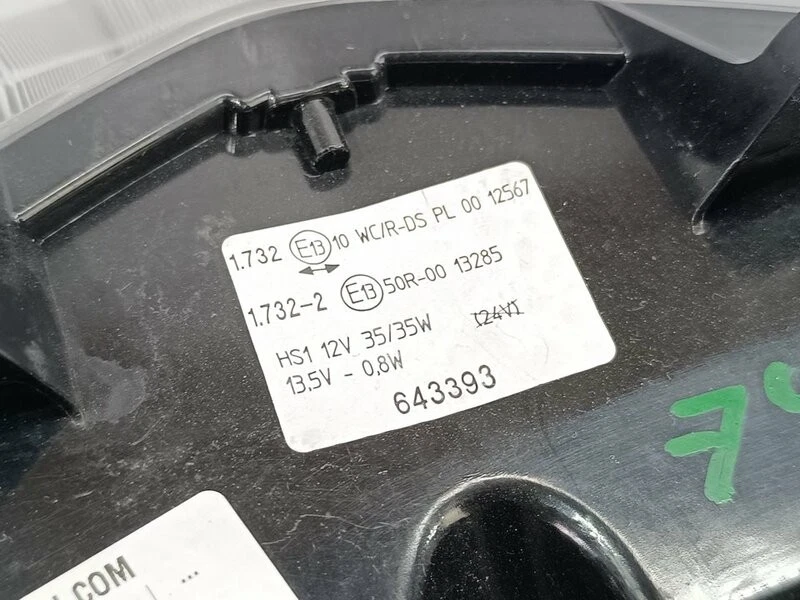 1.732 E13 10 WC/R-DS PL 00 12567
1.732-2 E13 50R-00 13285
HS1 12V 35/35W (24V)
13,5V - 0,8W
643393
.COM
...